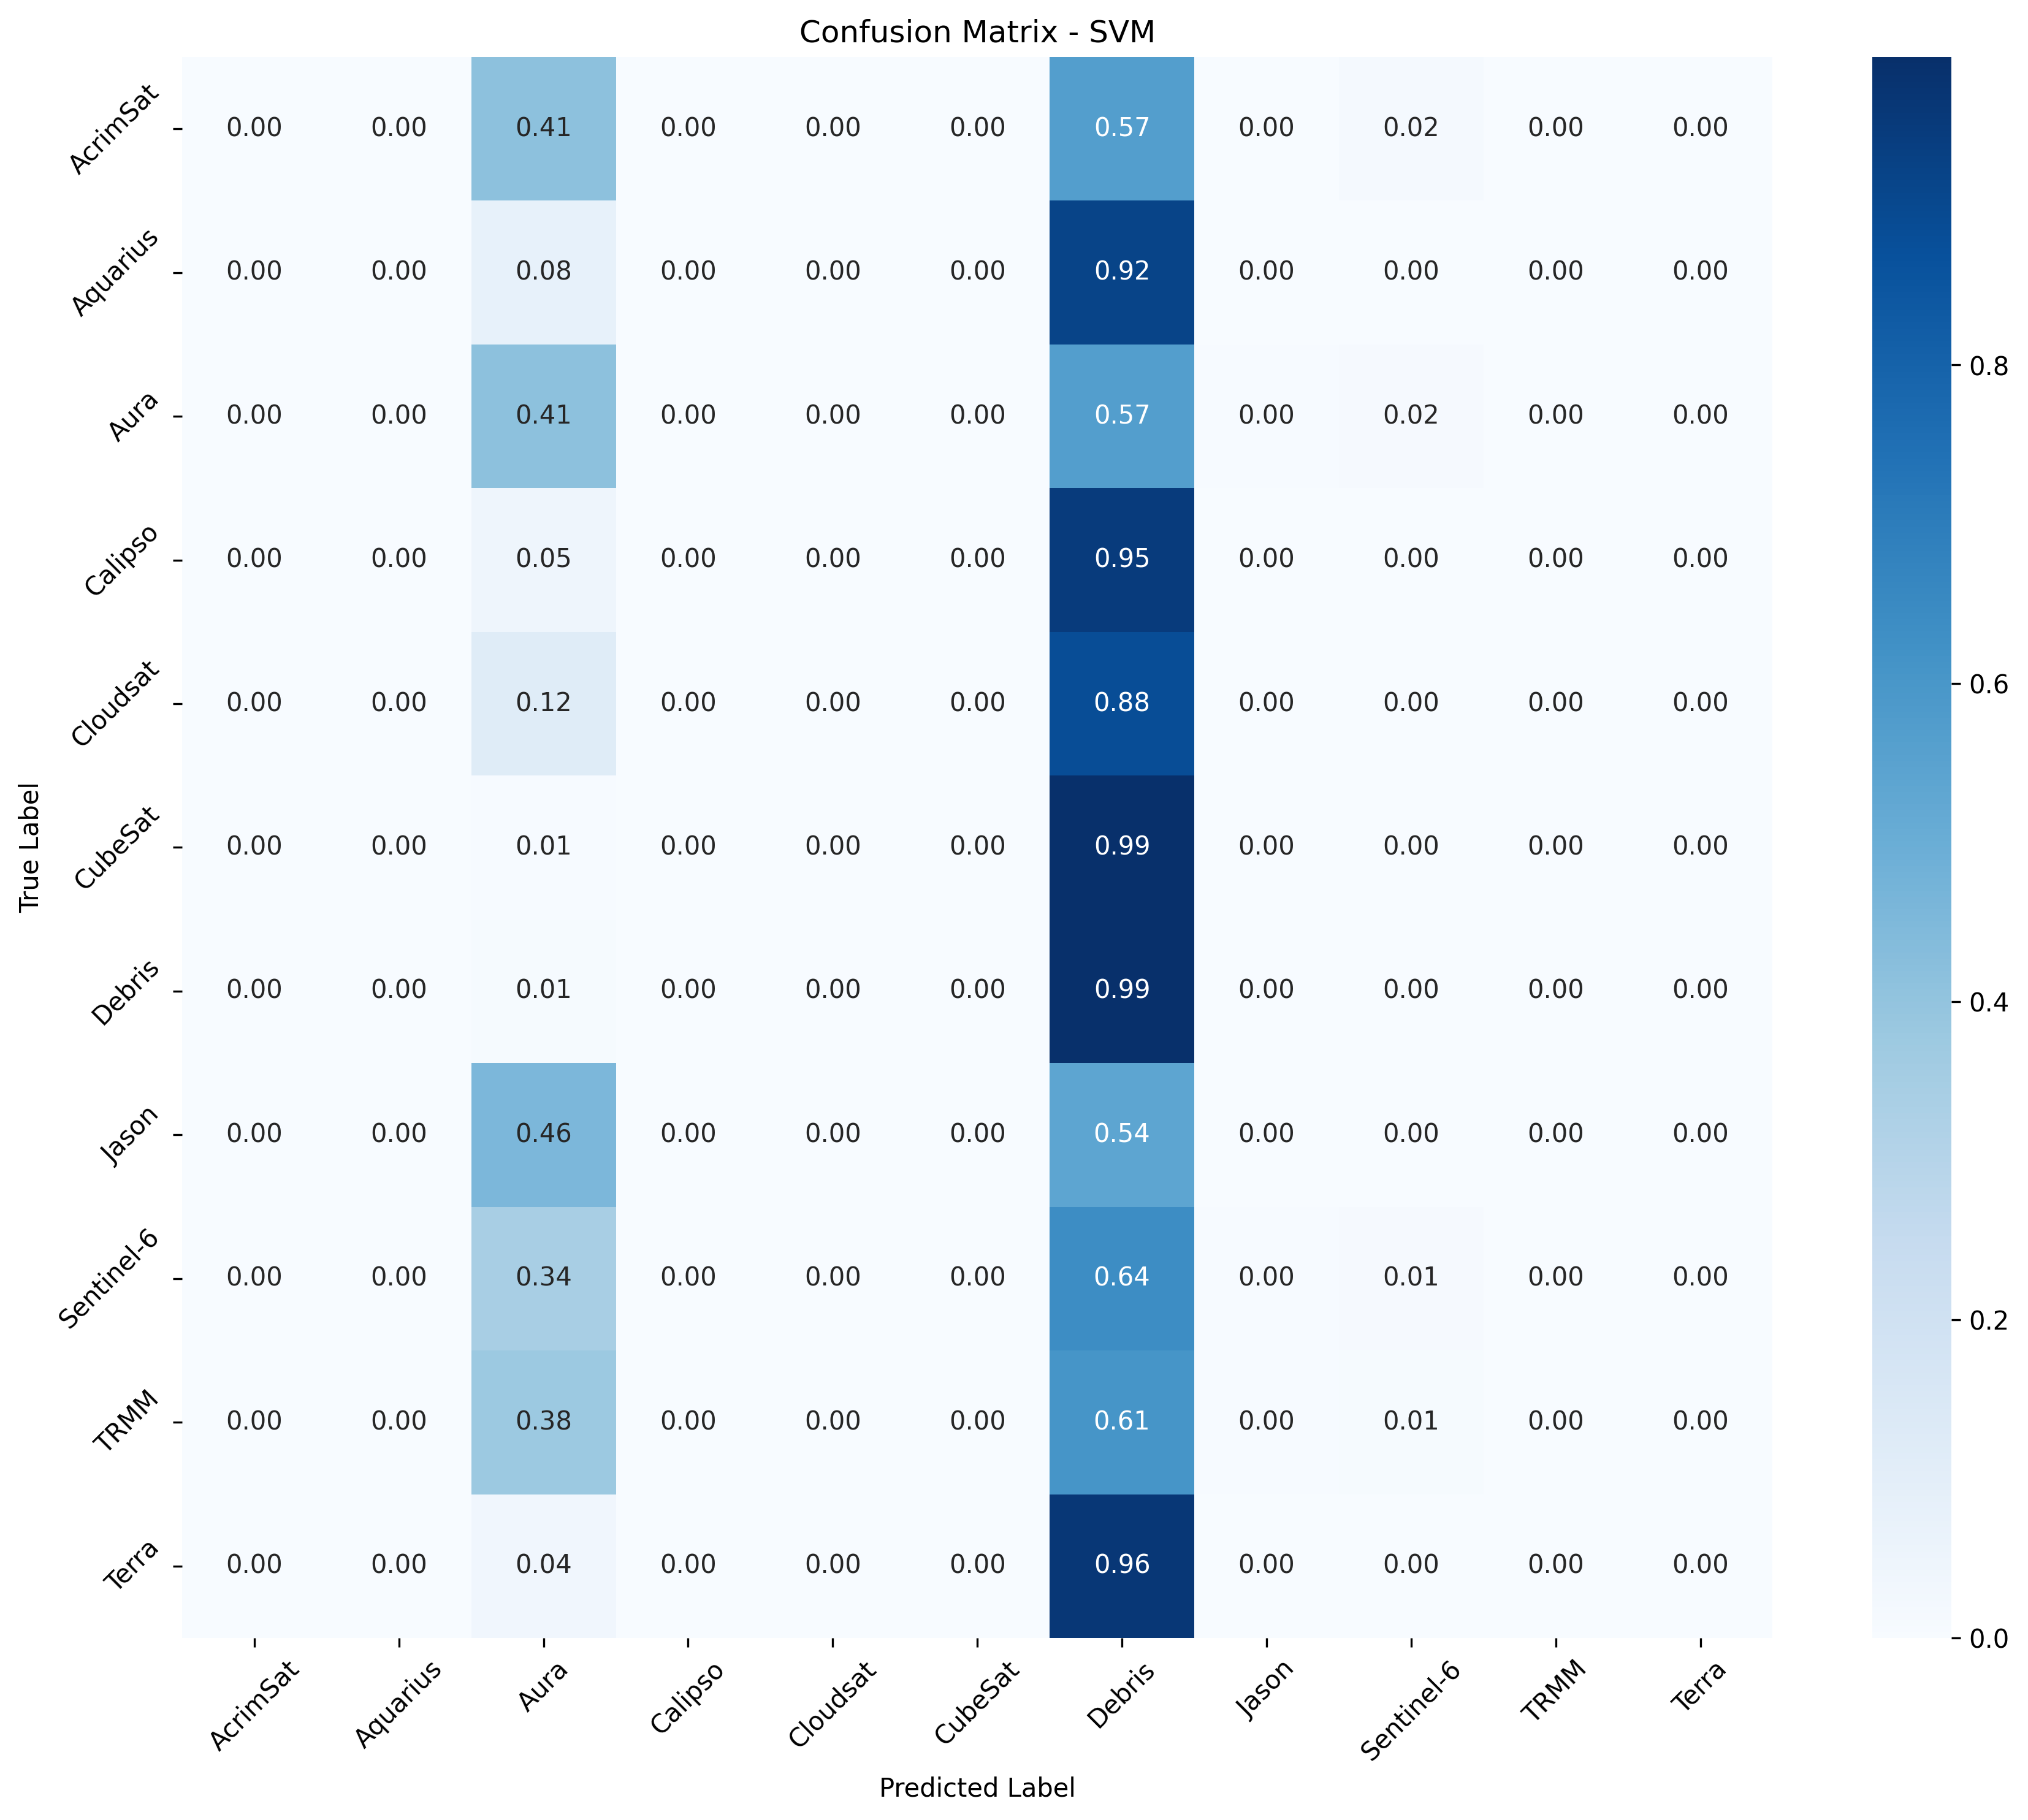 Confusion Matrix - SVM
AcrimSat 0.00 0.00 0.41 0.00 0.00 0.00 0.57 0.00 0.02 0.00 0.00
Aquarius 0.00 0.00 0.08 0.00 0.00 0.00 0.92 0.00 0.00 0.00 0.00
Aura 0.00 0.00 0.41 0.00 0.00 0.00 0.57 0.00 0.02 0.00 0.00
Calipso 0.00 0.00 0.05 0.00 0.00 0.00 0.95 0.00 0.00 0.00 0.00
Cloudsat 0.00 0.00 0.12 0.00 0.00 0.00 0.88 0.00 0.00 0.00 0.00
CubeSat 0.00 0.00 0.01 0.00 0.00 0.00 0.99 0.00 0.00 0.00 0.00
Debris 0.00 0.00 0.01 0.00 0.00 0.00 0.99 0.00 0.00 0.00 0.00
Jason 0.00 0.00 0.46 0.00 0.00 0.00 0.54 0.00 0.00 0.00 0.00
Sentinel-6 0.00 0.00 0.34 0.00 0.00 0.00 0.64 0.00 0.01 0.00 0.00
TRMM 0.00 0.00 0.38 0.00 0.00 0.00 0.61 0.00 0.01 0.00 0.00
Terra 0.00 0.00 0.04 0.00 0.00 0.00 0.96 0.00 0.00 0.00 0.00
True Label
AcrimSat Aquarius Aura Calipso Cloudsat CubeSat Debris Jason Sentinel-6 TRMM Terra
Predicted Label
0.8
0.6
0.4
0.2
0.0